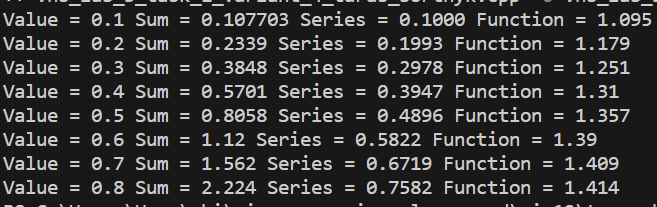 Value = 0.1 Sum = 0.107703 Series = 0.1000 Function = 1.095
Value = 0.2 Sum = 0.2339 Series = 0.1993 Function = 1.179
Value = 0.3 Sum = 0.3848 Series = 0.2978 Function = 1.251
Value = 0.4 Sum = 0.5701 Series = 0.3947 Function = 1.31
Value = 0.5 Sum = 0.8058 Series = 0.4896 Function = 1.357
Value = 0.6 Sum = 1.12 Series = 0.5822 Function = 1.39
Value = 0.7 Sum = 1.562 Series = 0.6719 Function = 1.409
Value = 0.8 Sum = 2.224 Series = 0.7582 Function = 1.414